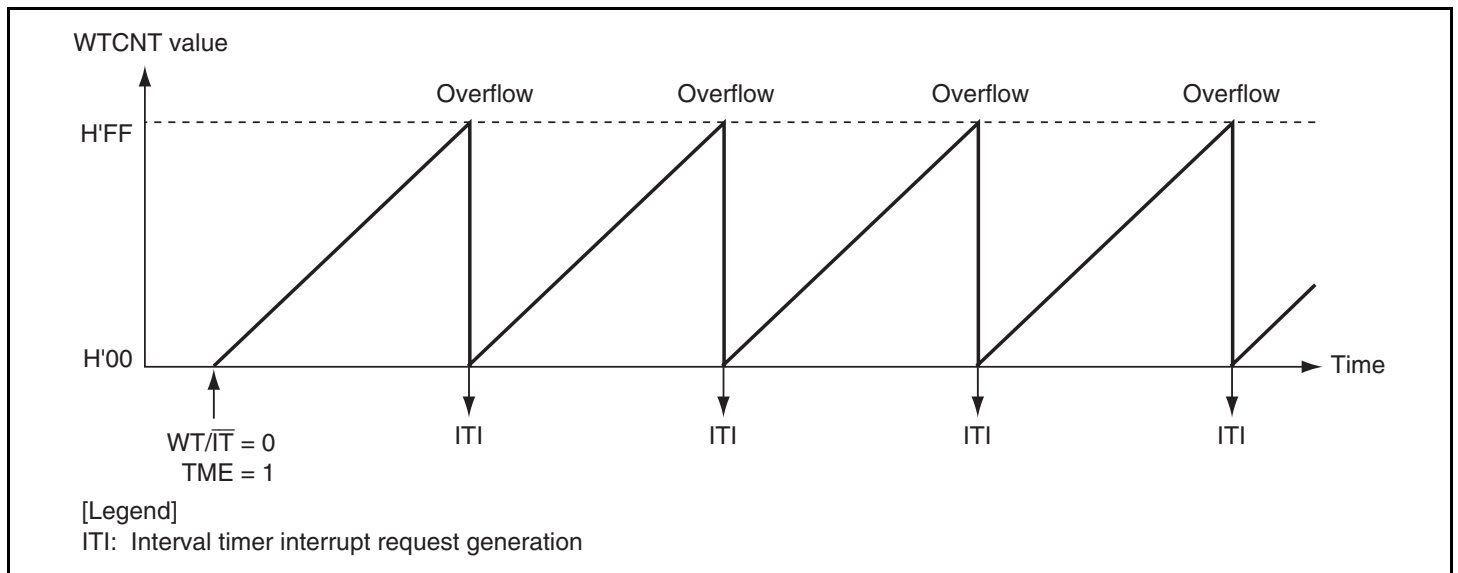 WTCNT value
Overflow Overflow Overflow Overflow
H'FF
H'00
Time
WT/I̅T̅ = 0
TME = 1
ITI ITI ITI ITI
[Legend]
ITI: Interval timer interrupt request generation